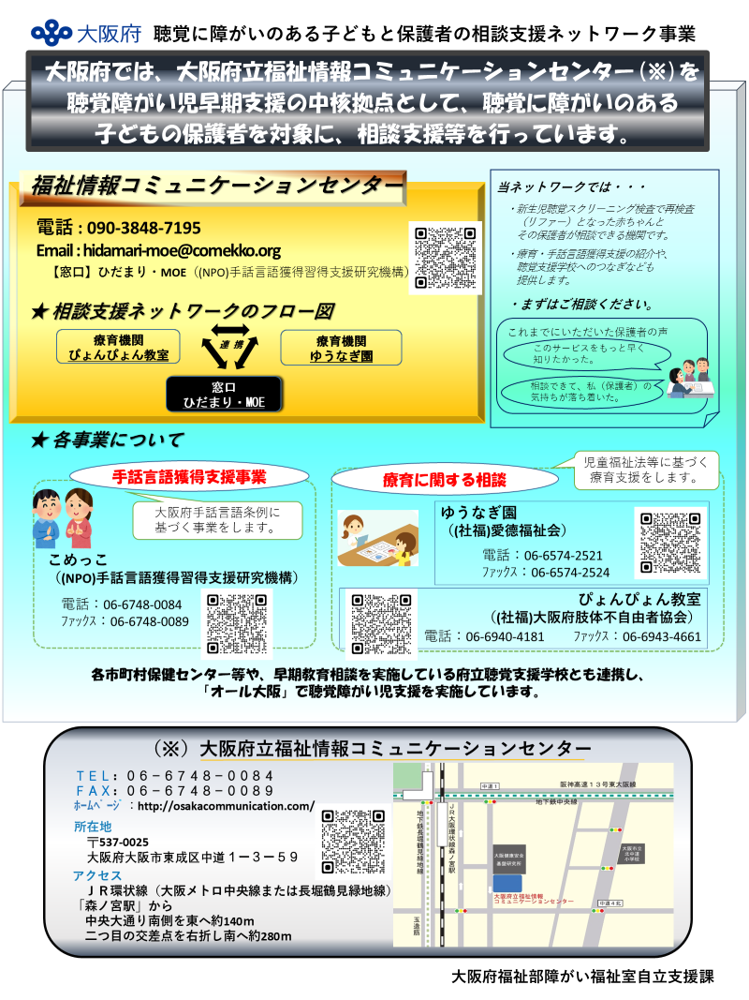 大阪府 聴覚に障がいのある子どもと保護者の相談支援ネットワーク事業
大阪府では、大阪府立福祉情報コミュニケーションセンター(※)を
聴覚障がい児早期支援の中核拠点として、聴覚に障がいのある
子どもの保護者を対象に、相談支援等を行っています。
福祉情報コミュニケーションセンター
電話:090-3848-7195
Email:hidamari-moe@comekko.org
【窓口】ひだまり・MOE((NPO)手話言語獲得習得支援研究機構)
★相談支援ネットワークのフロー図
療育機関
ぴょんぴょん教室
連携
療育機関
ゆうなぎ園
窓口
ひだまり・MOE
当ネットワークでは・・・
・新生児聴覚スクリーニング検査で再検査
(リファー)となった赤ちゃんと
その保護者が相談できる機関です。
・療育・手話言語獲得支援の紹介や、
聴覚支援学校へのつなぎなども
提供します。
・まずはご相談ください。
これまでにいただいた保護者の声
このサービスをもっと早く
知りたかった。
相談できて、私(保護者)の
気持ちが落ち着いた。
★各事業について
手話言語獲得支援事業
大阪府手話言語条例に
基づく事業をします。
こめっこ
((NPO)手話言語獲得習得支援研究機構)
電話:06-6748-0084
ファックス:06-6748-0089
療育に関する相談
児童福祉法等に基づく
療育支援をします。
ゆうなぎ園
((社福)愛徳福祉会)
電話:06-6574-2521
ファックス:06-6574-2524
ぴょんぴょん教室
((社福)大阪府肢体不自由者協会)
電話:06-6940-4181 ファックス:06-6943-4661
各市町村保健センター等や、早期教育相談を実施している府立聴覚支援学校とも連携し、
「オール大阪」で聴覚障がい児支援を実施しています。
(※)大阪府立福祉情報コミュニケーションセンター
TEL:06-6748-0084
FAX:06-6748-0089
ホームページ:http://osakacommunication.com/
所在地
〒537-0025
大阪府大阪市東成区中道1ー3ー59
アクセス
JR環状線(大阪メトロ中央線または長堀鶴見緑地線)
「森ノ宮駅」から
中央大通り南側を東へ約140m
二つ目の交差点を右折し南へ約280m
中道1
阪神高速13号東大阪線
地下鉄中央線
地下鉄長堀鶴見緑地線
JR大阪環状線森ノ宮駅
大阪健康安全
基盤研究所
大阪市立
北中道
小学校
大阪府立福祉情報
コミュニケーションセンター
中道4北
玉造筋
大阪府福祉部障がい福祉室自立支援課